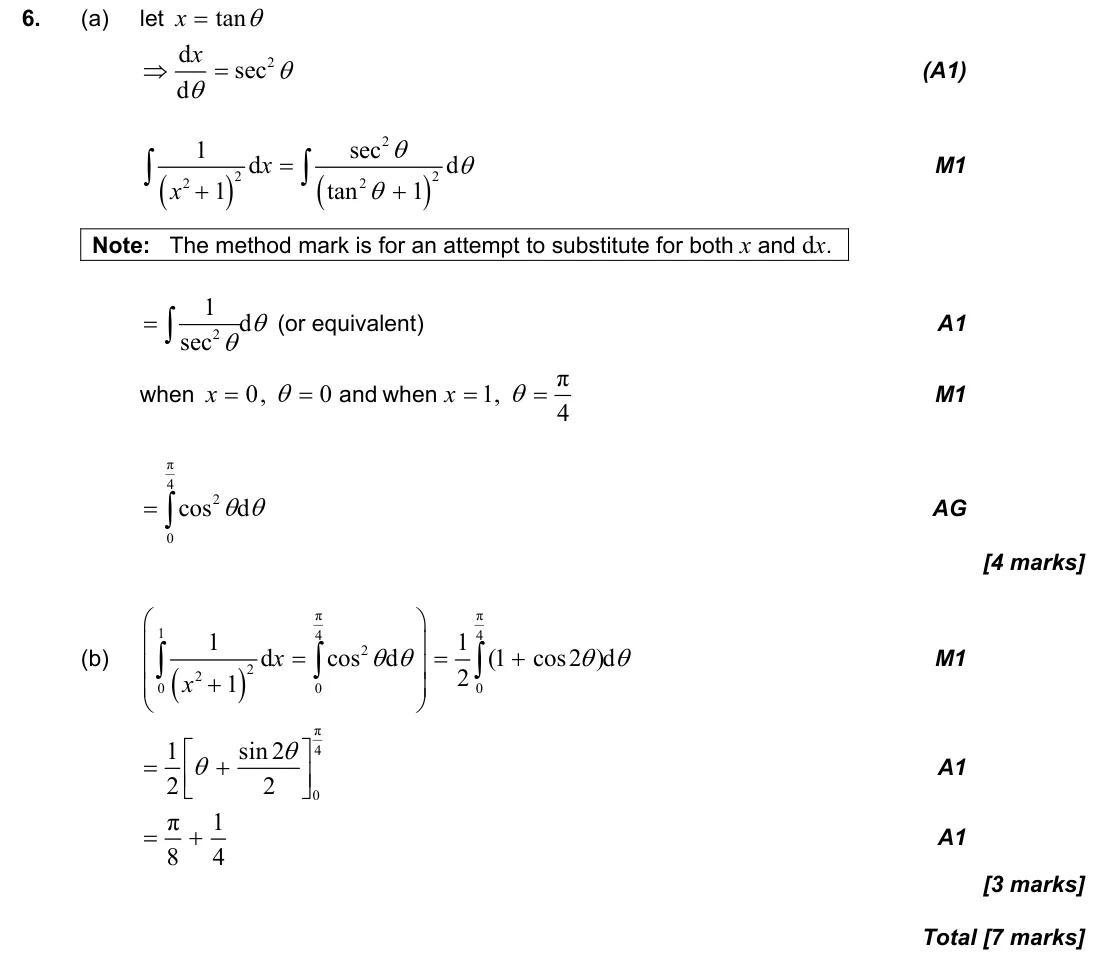 6. (a) let x = tan θ
⇒ dx/dθ = sec² θ (A1)
∫ 1/(x² + 1)² dx = ∫ sec² θ/(tan² θ + 1)² dθ M1
Note: The method mark is for an attempt to substitute for both x and dx.
= ∫ 1/sec² θ dθ (or equivalent) A1
when x = 0, θ = 0 and when x = 1, θ = π/4 M1
= ∫₀^(π/4) cos² θdθ AG
[4 marks]
(b) (∫₀¹ 1/(x² + 1)² dx = ∫₀^(π/4) cos² θdθ) = 1/2 ∫₀^(π/4) (1 + cos 2θ)dθ M1
= 1/2 [θ + sin 2θ/2]₀^(π/4) A1
= π/8 + 1/4 A1
[3 marks]
Total [7 marks]